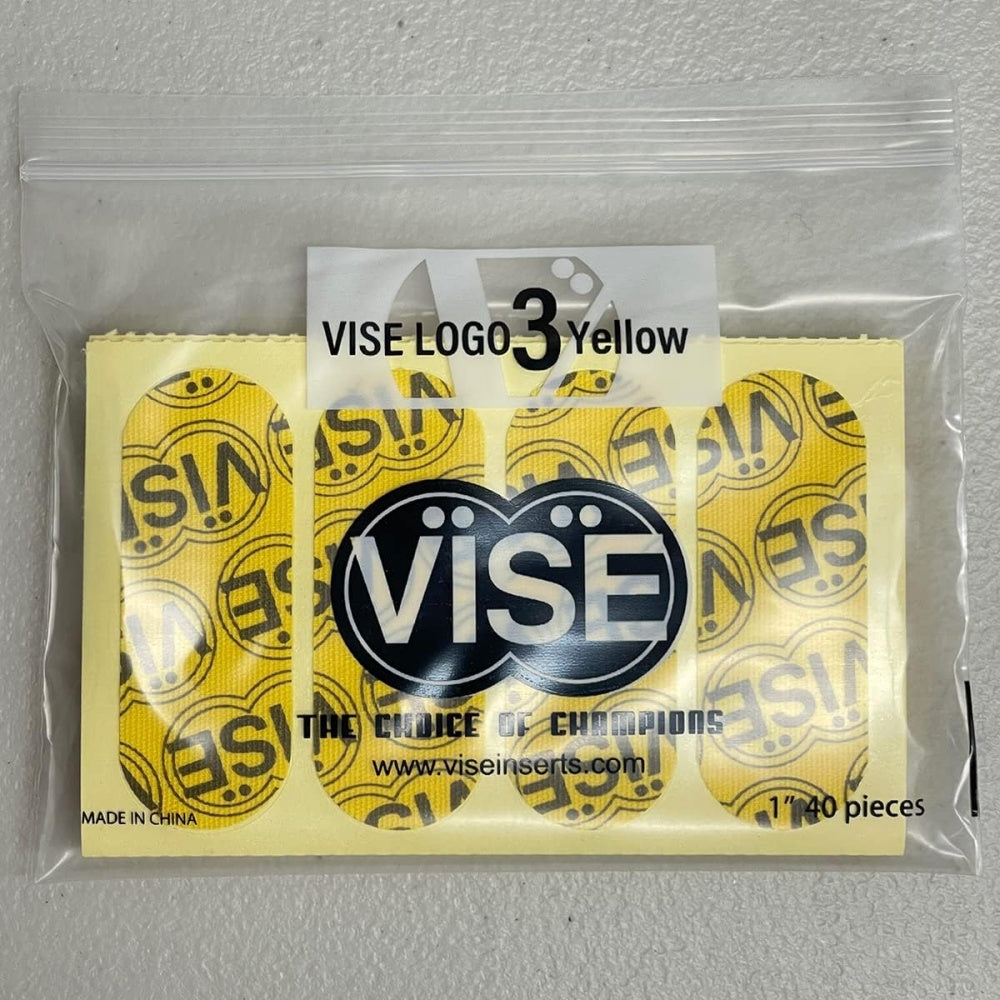 VISE LOGO 3 Yellow
VÏSË
THE CHOICE OF CHAMPIONS
www.viseinserts.com
MADE IN CHINA
1” 40 pieces